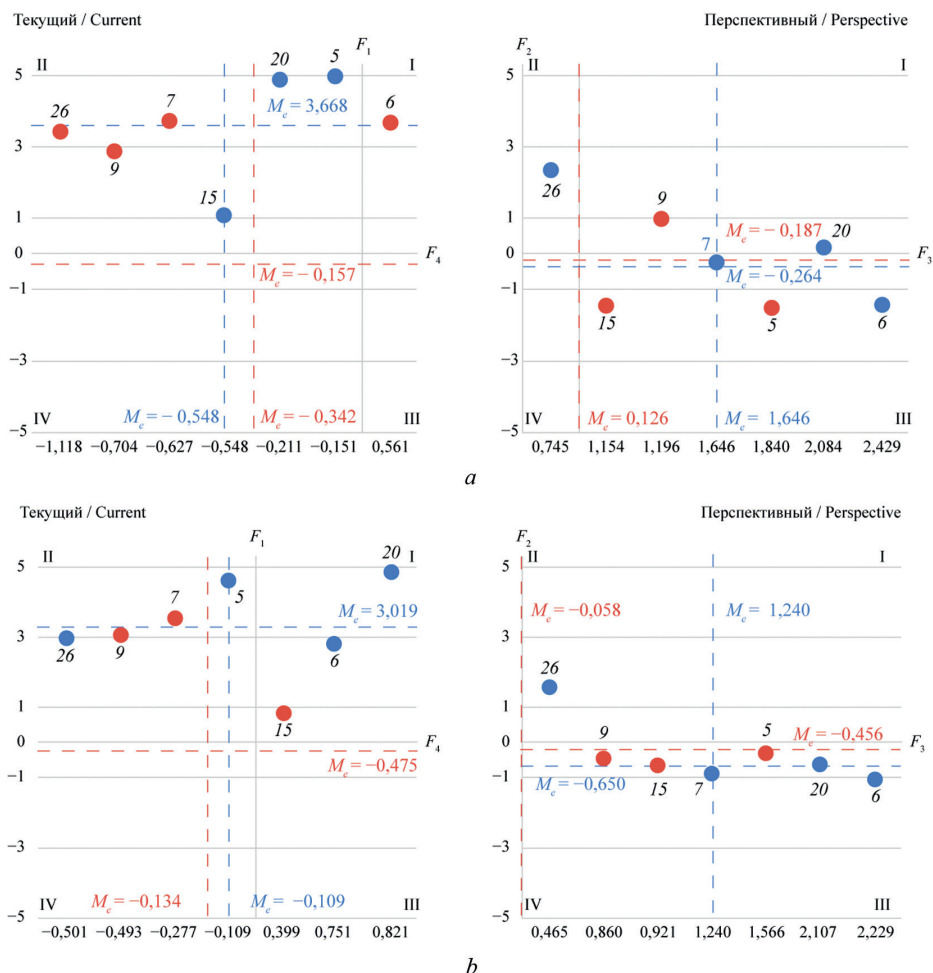 Текущий / Current
Перспективный / Perspective
F1
II
I
5
3
1
0
−1
−3
−5
26
9
7
15
20
5
6
Me = 3,668
F4
Me = − 0,157
IV
Me = − 0,548
Me = − 0,342
III
−1,118 −0,704 −0,627 −0,548 −0,211 −0,151 0,561
F2
II
I
5
3
1
0
−1
−3
−5
26
15
9
7
5
20
6
Me = − 0,187
F3
Me = − 0,264
IV
Me = 0,126
Me = 1,646
III
0,745 1,154 1,196 1,646 1,840 2,084 2,429
a
Текущий / Current
Перспективный / Perspective
F1
II
I
5
3
1
0
−1
−3
−5
26
9
7
5
15
6
20
Me = 3,019
F4
Me = −0,475
IV
Me = −0,134
Me = −0,109
III
−0,501 −0,493 −0,277 −0,109 0,399 0,751 0,821
F2
II
I
5
3
1
0
−1
−3
−5
Me = −0,058
Me = 1,240
26
9
15
7
5
20
6
Me = −0,456
F3
Me = −0,650
IV
III
0,465 0,860 0,921 1,240 1,566 2,107 2,229
b